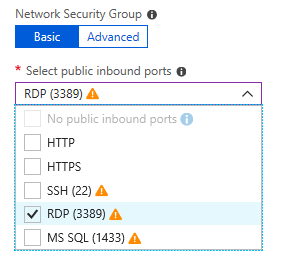 Network Security Group
Basic Advanced
* Select public inbound ports
RDP (3389)
No public inbound ports
HTTP
HTTPS
SSH (22)
RDP (3389)
MS SQL (1433)